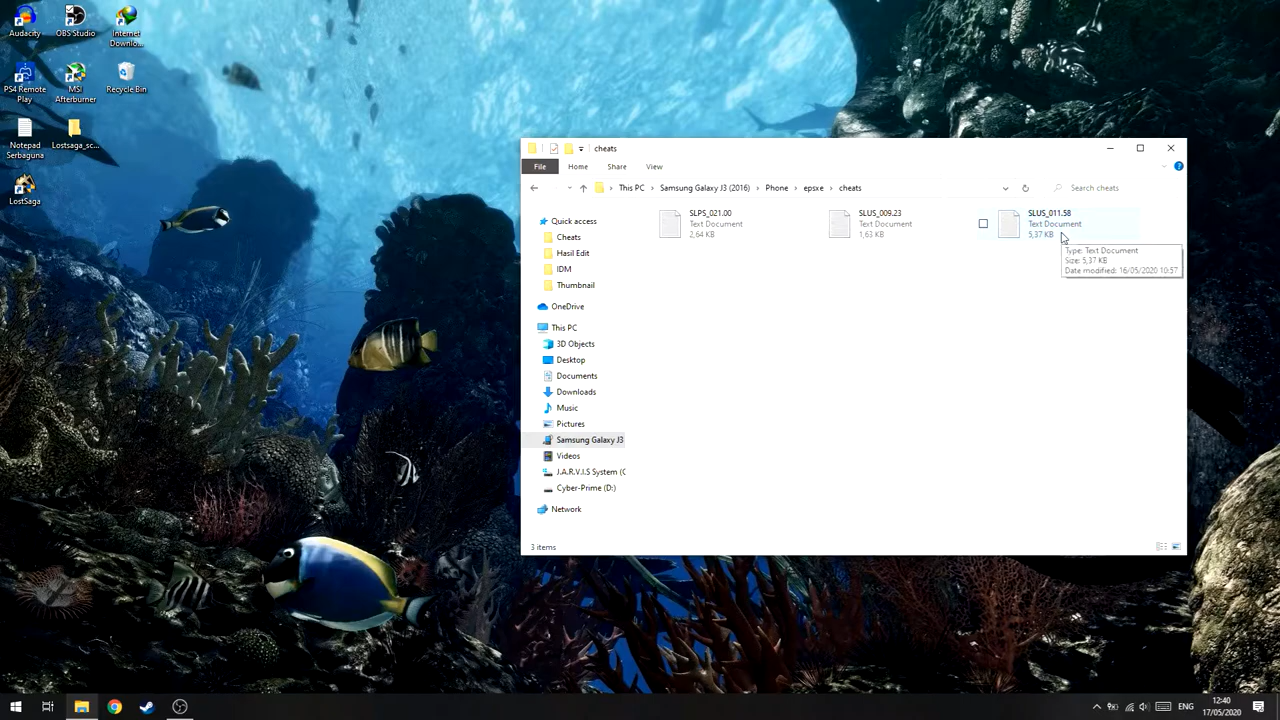 Audacity
OBS Studio
Internet
Downlo...
PS4 Remote
Play
MSI
Afterburner
Recycle Bin
Notepad
Serbaguna
Lostsaga_sc...
LostSaga
cheats
File
Home
Share
View
This PC
Samsung Galaxy J3 (2016)
Phone
epsxe
cheats
Search cheats
Quick access
Cheats
Hasil Edit
IDM
Thumbnail
OneDrive
This PC
3D Objects
Desktop
Documents
Downloads
Music
Pictures
Samsung Galaxy J3
Videos
J.A.R.V.I.S System (C
Cyber-Prime (D:)
Network
SLPS_021.00
Text Document
2,64 KB
SLUS_009.23
Text Document
1,63 KB
SLUS_011.58
Text Document
5,37 KB
Type: Text Document
Size: 5,37 KB
Date modified: 16/05/2020 10:57
3 items
ENG
12:40
17/05/2020